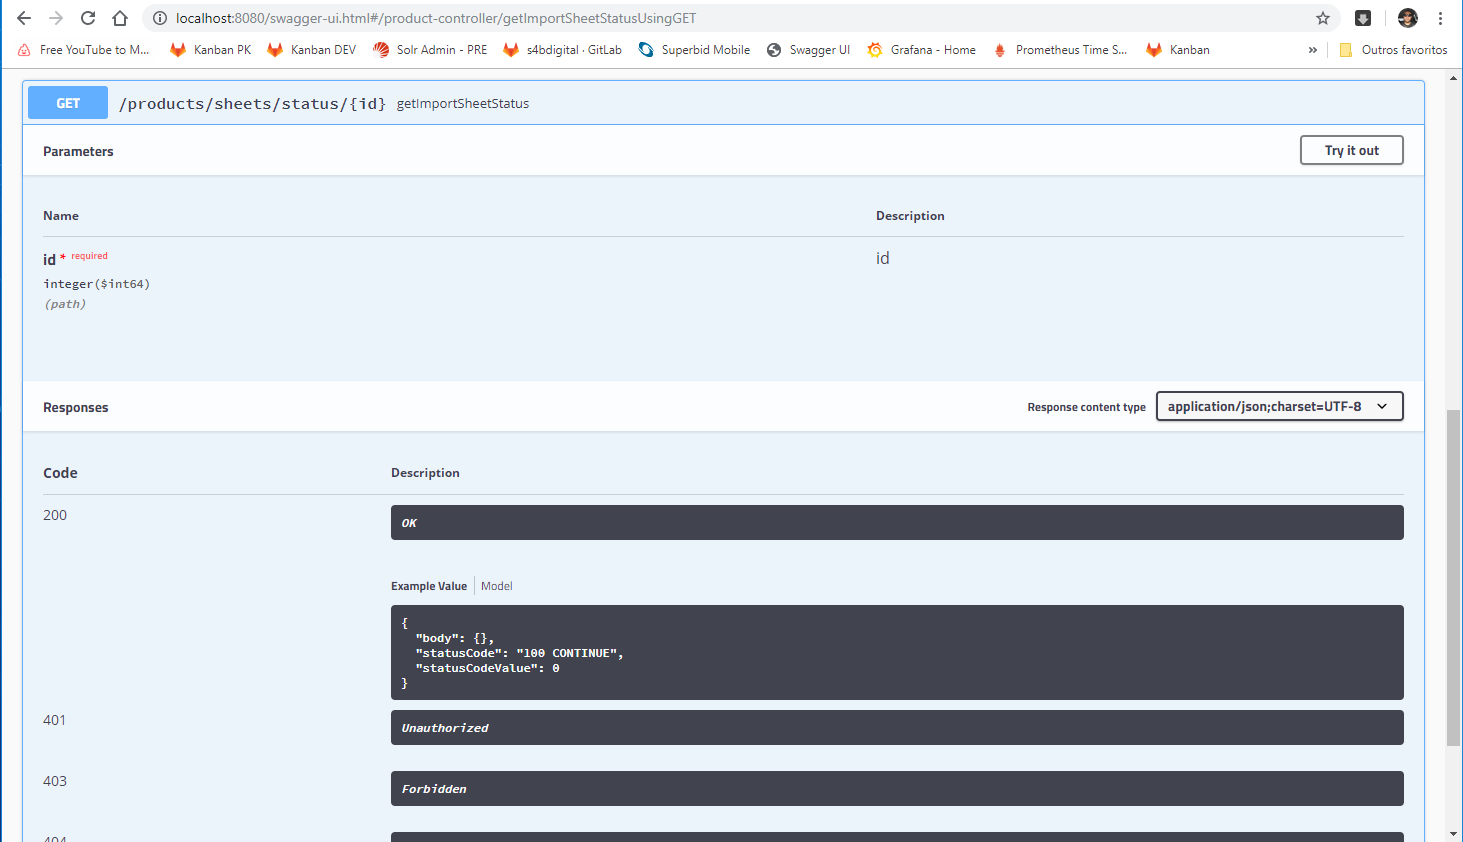 localhost:8080/swagger-ui.html#/product-controller/getImportSheetStatusUsingGET
Free YouTube to M... Kanban PK Kanban DEV Solr Admin - PRE s4bdigital · GitLab Superbid Mobile Swagger UI Grafana - Home Prometheus Time S... Kanban » Outros favoritos
GET /products/sheets/status/{id} getImportSheetStatus
Parameters Try it out
Name Description
id * required id
integer($int64)
(path)
Responses Response content type application/json;charset=UTF-8
Code Description
200 OK
Example Value Model
{
"body": {},
"statusCode": "100 CONTINUE",
"statusCodeValue": 0
}
401 Unauthorized
403 Forbidden
404